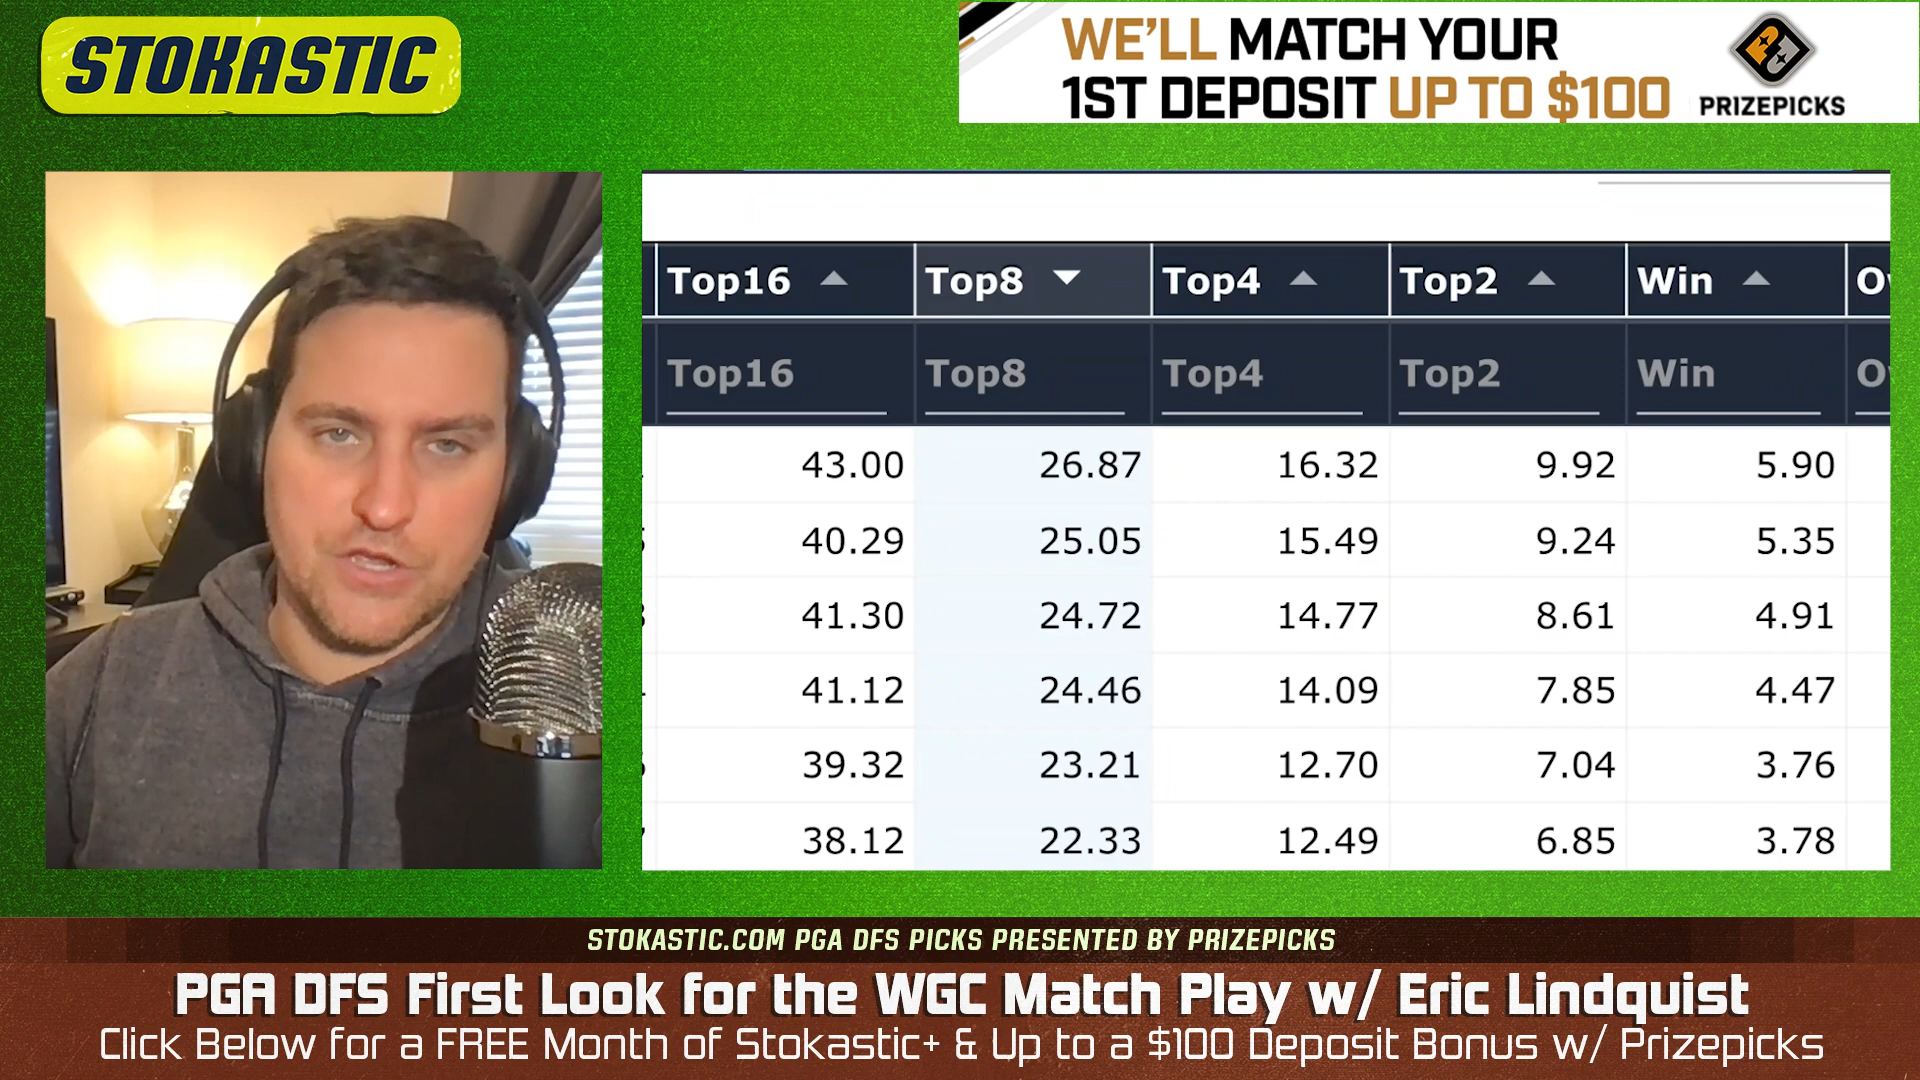 STOKASTIC
WE'LL MATCH YOUR
1ST DEPOSIT UP TO $100
PRIZEPICKS
Top16 Top8 Top4 Top2 Win
Top16 Top8 Top4 Top2 Win
43.00 26.87 16.32 9.92 5.90
40.29 25.05 15.49 9.24 5.35
41.30 24.72 14.77 8.61 4.91
41.12 24.46 14.09 7.85 4.47
39.32 23.21 12.70 7.04 3.76
38.12 22.33 12.49 6.85 3.78
STOKASTIC.COM PGA DFS PICKS PRESENTED BY PRIZEPICKS
PGA DFS First Look for the WGC Match Play w/ Eric Lindquist
Click Below for a FREE Month of Stokastic+ & Up to a $100 Deposit Bonus w/ Prizepicks